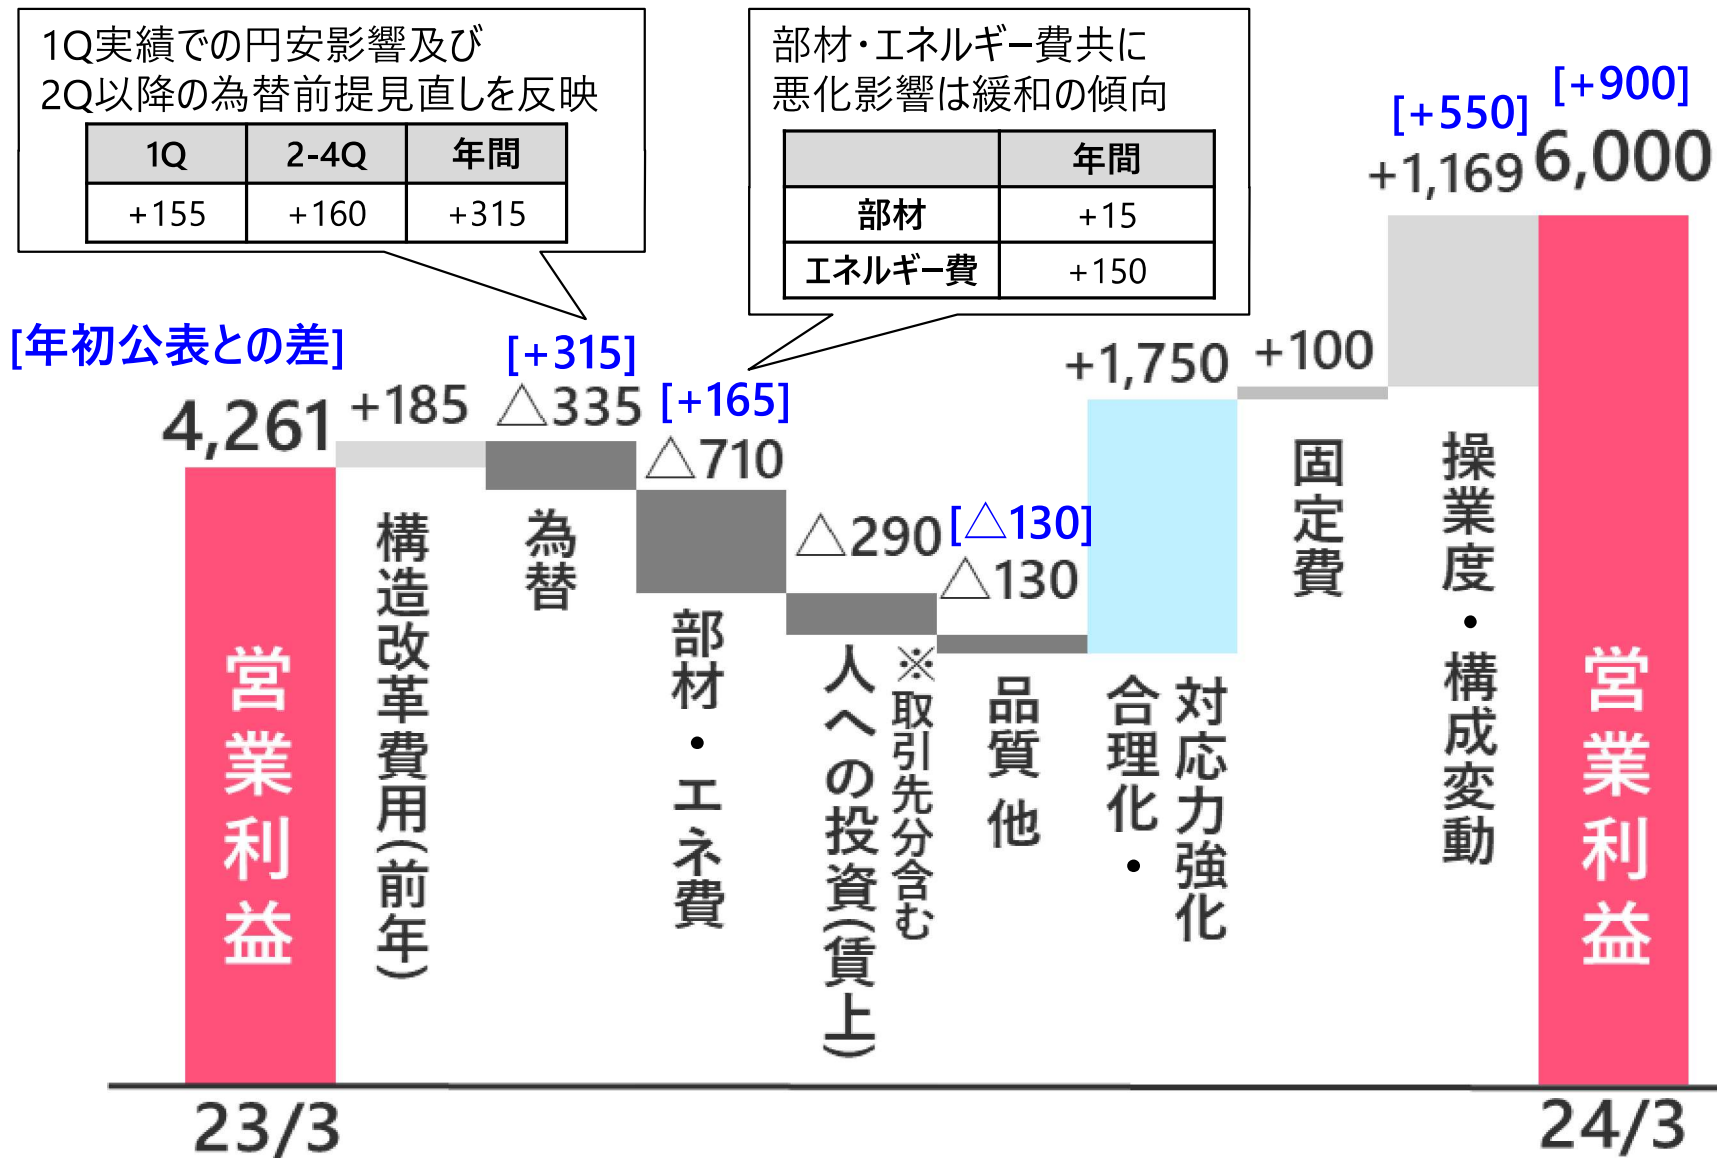 1Q実績での円安影響及び
2Q以降の為替前提見直しを反映
1Q 2-4Q 年間
+155 +160 +315
部材・エネルギー費共に
悪化影響は緩和の傾向
年間
部材 +15
エネルギー費 +150
[年初公表との差]
4,261
営業利益
23/3
+185
構造改革費用(前年)
[+315]
△335
為替
[+165]
△710
部材・エネ費
△290
人への投資(賃上)
※取引先分含む
[△130]
△130
品質 他
+1,750
合理化・
対応力強化
+100
固定費
[+550]
+1,169
操業度・構成変動
[+900]
6,000
営業利益
24/3